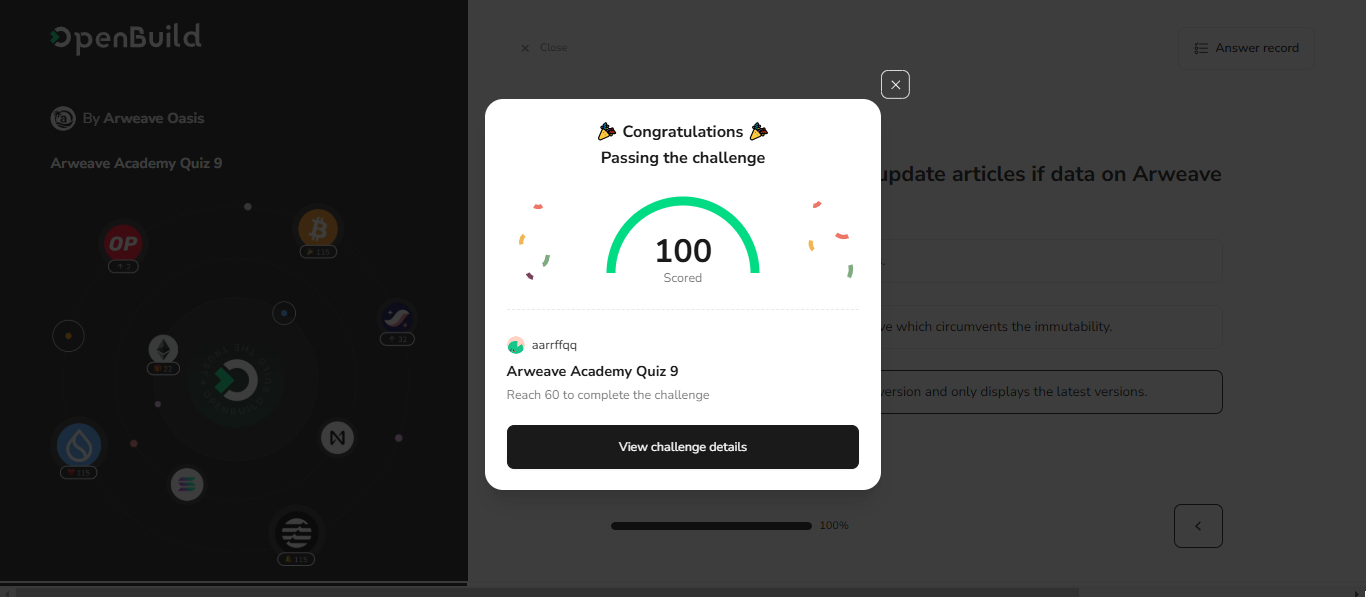 OpenBuild
By Arweave Oasis
Arweave Academy Quiz 9
OP
2
115
32
22
115
115
Close
Answer record
update articles if data on Arweave
ve which circumvents the immutability.
version and only displays the latest versions.
100%
Congratulations
Passing the challenge
100
Scored
aarrffqq
Arweave Academy Quiz 9
Reach 60 to complete the challenge
View challenge details